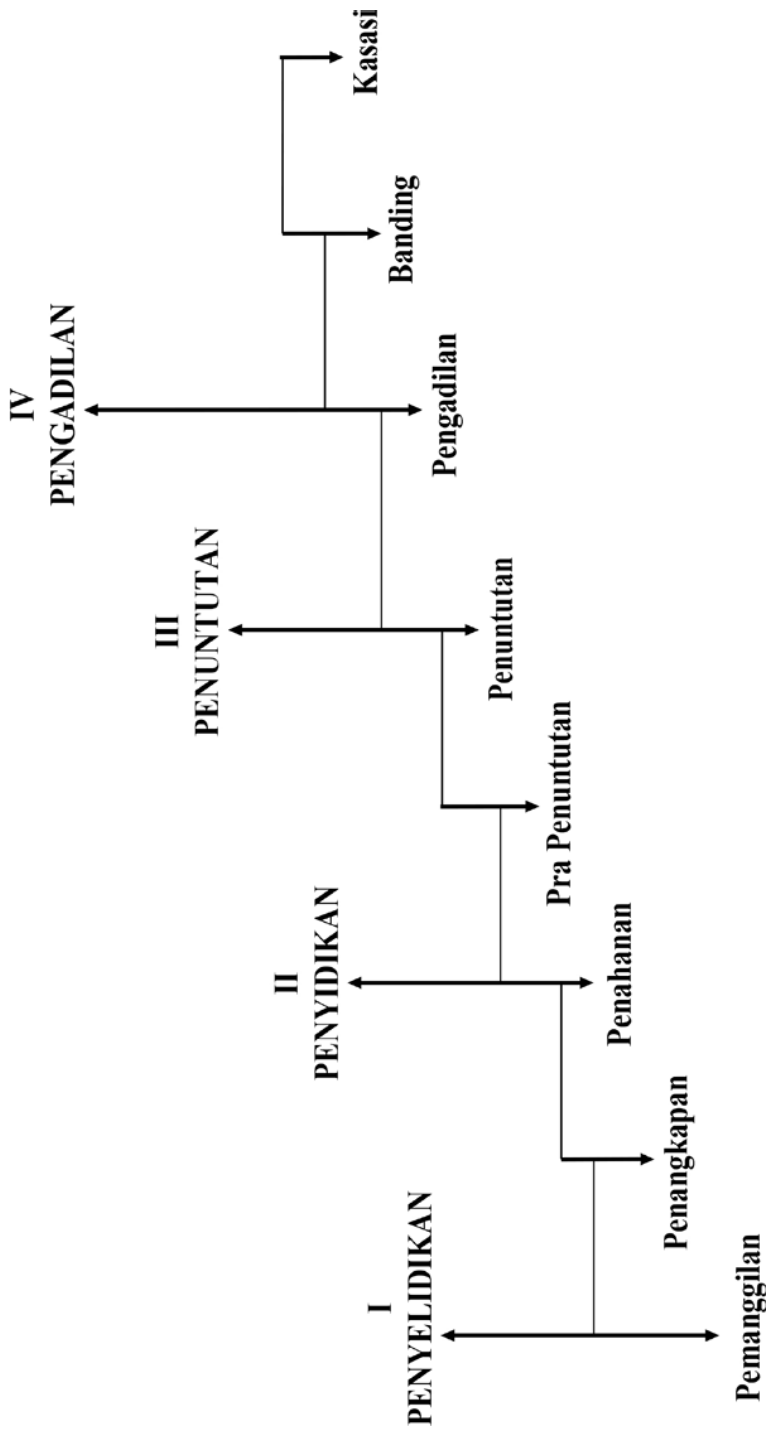 I
PENYELIDIKAN
Pemanggilan
Penangkapan
II
PENYIDIKAN
Penahanan
Pra Penuntutan
III
PENUNTUTAN
Penuntutan
IV
PENGADILAN
Pengadilan
Banding
Kasasi